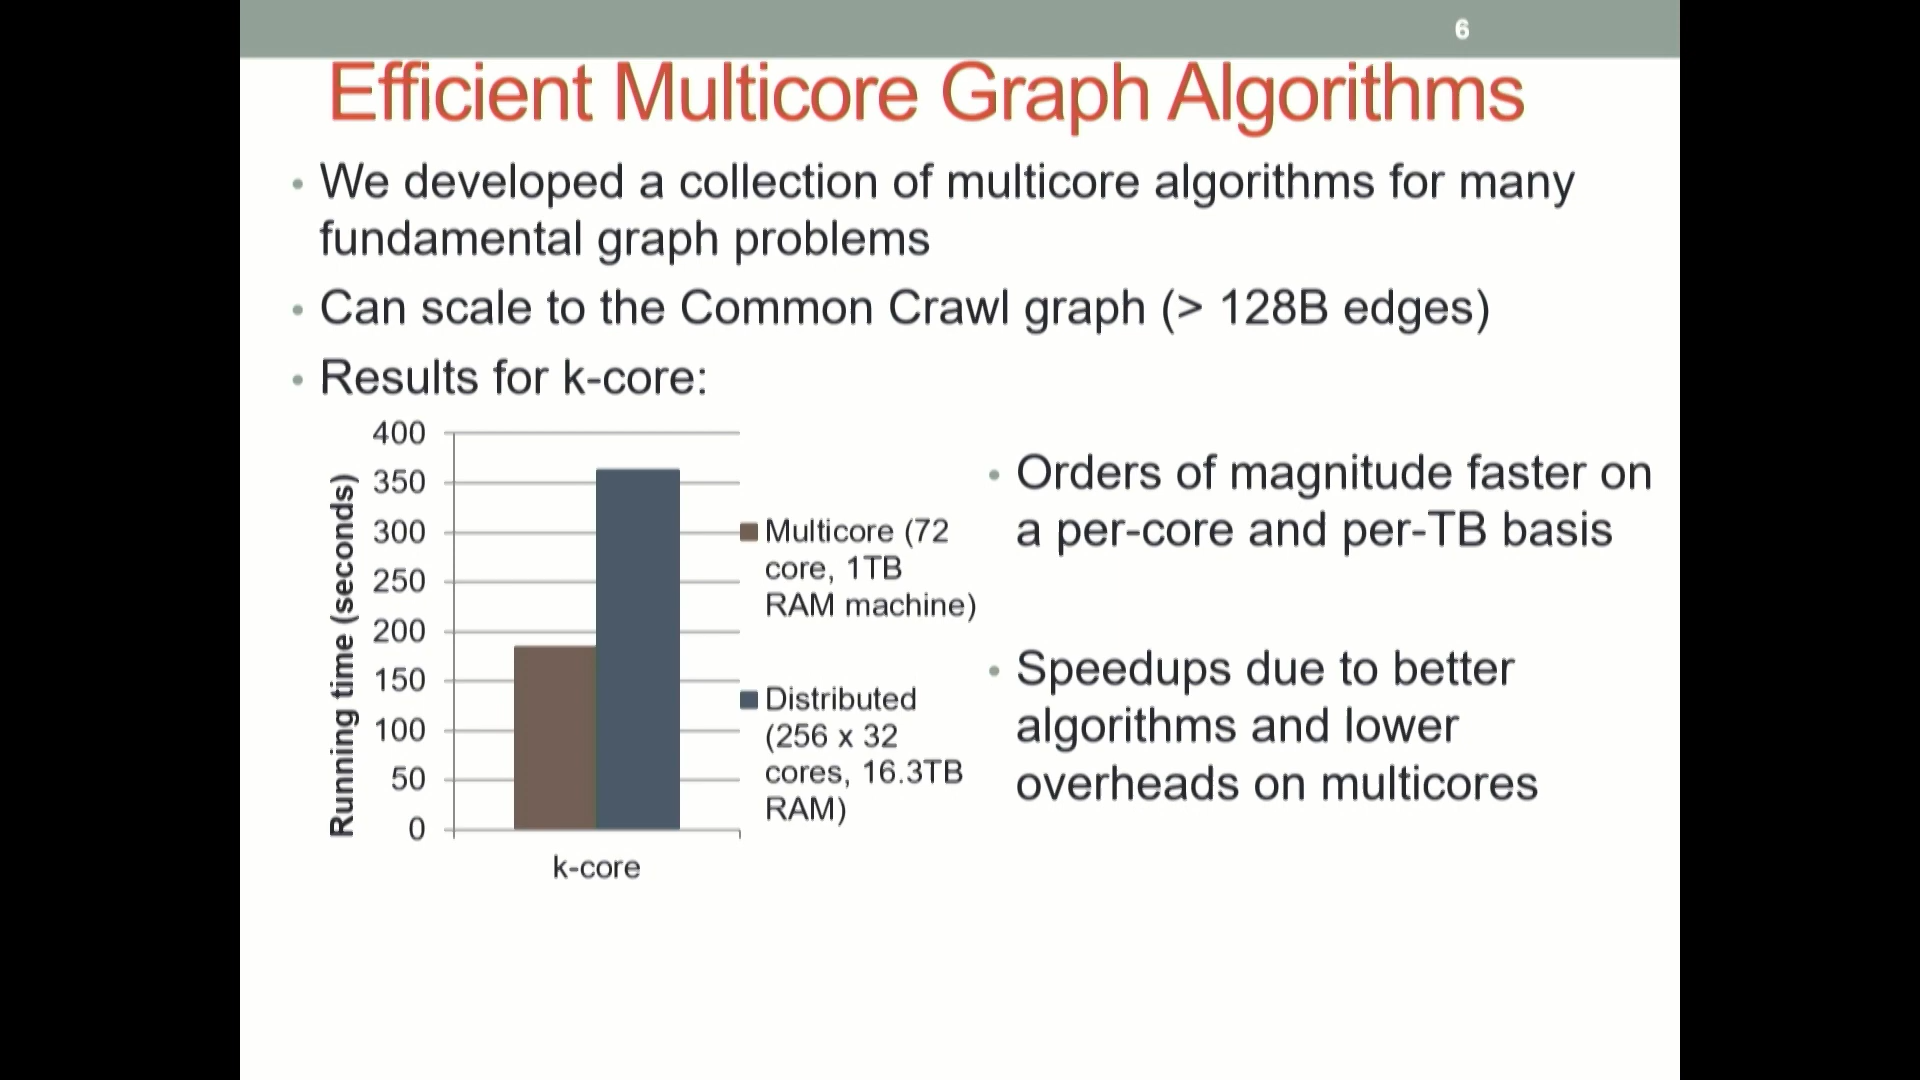 6
Efficient Multicore Graph Algorithms
• We developed a collection of multicore algorithms for many
fundamental graph problems
• Can scale to the Common Crawl graph (> 128B edges)
• Results for k-core:
Running time (seconds)
400
350
300
250
200
150
100
50
0
k-core
Multicore (72
core, 1TB
RAM machine)
Distributed
(256 x 32
cores, 16.3TB
RAM)
• Orders of magnitude faster on
a per-core and per-TB basis
• Speedups due to better
algorithms and lower
overheads on multicores